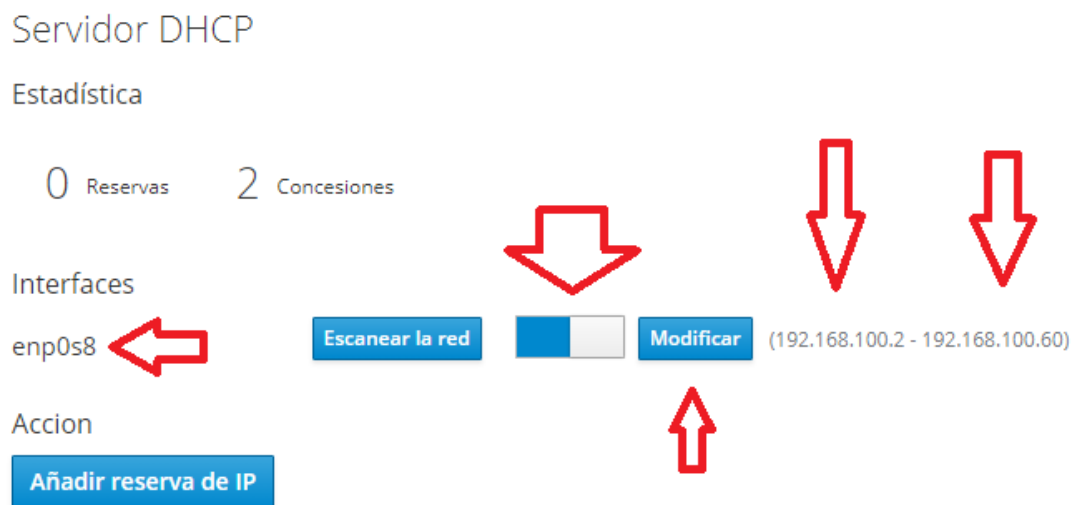 Servidor DHCP
Estadística
0 Reservas 2 Concesiones
Interfaces
enp0s8 Escanear la red Modificar (192.168.100.2 - 192.168.100.60)
Accion
Añadir reserva de IP